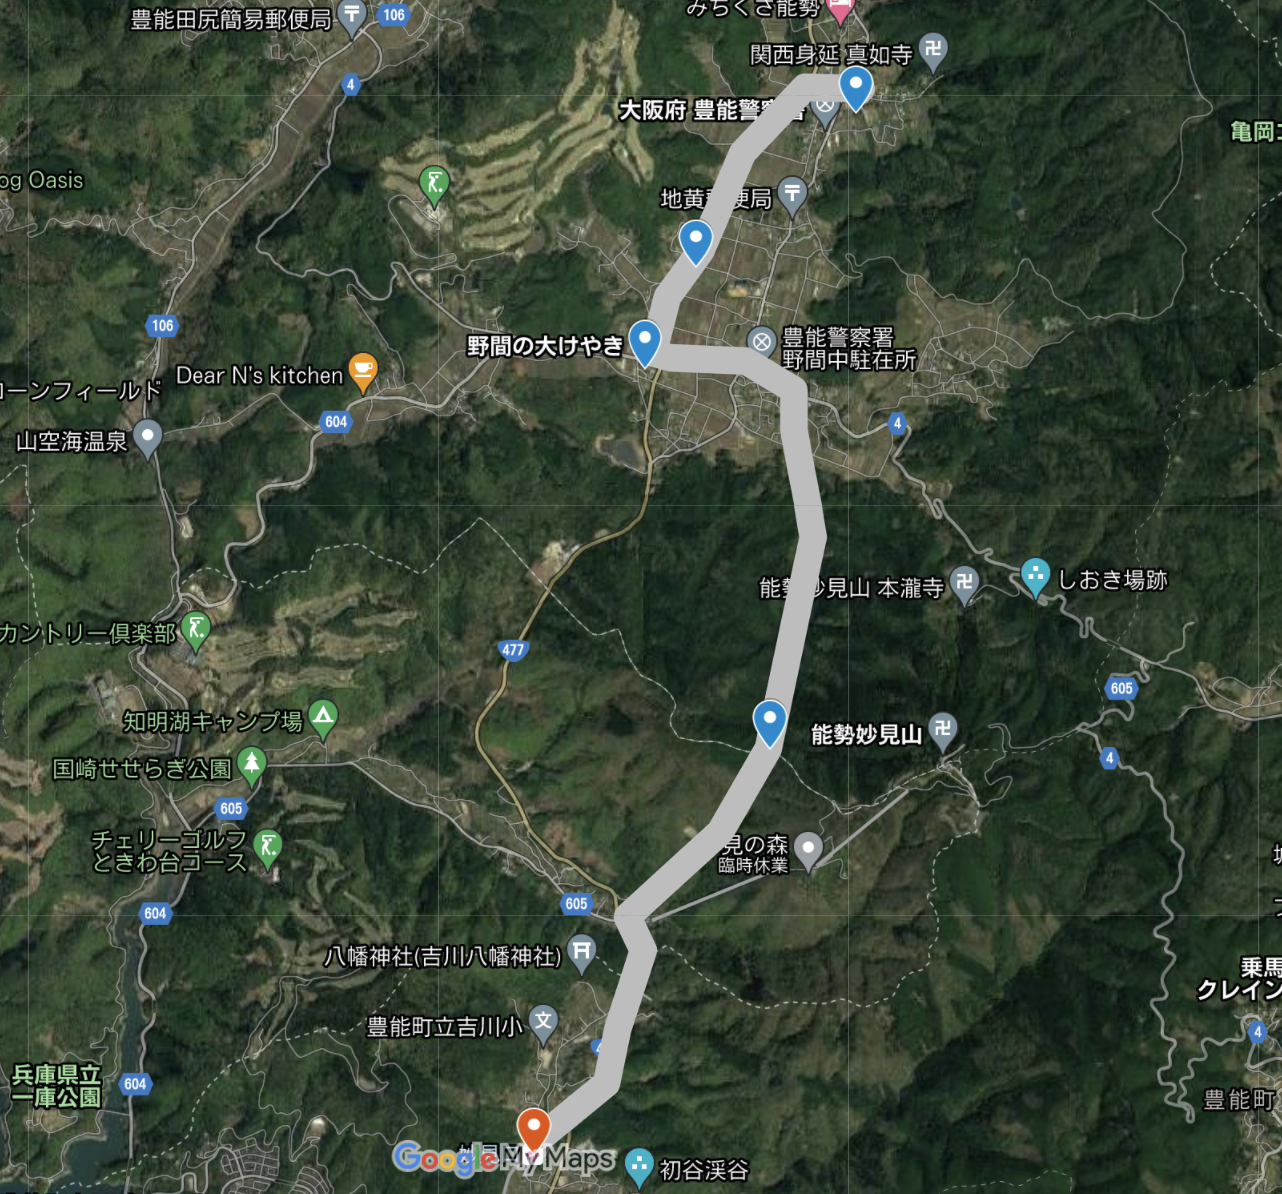 みちくさ能勢
豊能田尻簡易郵便局
106
関西身延 真如寺
4
大阪府 豊能警察署
亀岡
og Oasis
地黄郵便局
106
豊能警察署
野間中駐在所
野間の大けやき
Dear N's kitchen
ローンフィールド
604
4
山空海温泉
能勢妙見山 本瀧寺
しおき場跡
カントリー倶楽部
477
605
知明湖キャンプ場
能勢妙見山
国崎せせらぎ公園
4
605
チェリーゴルフ
ときわ台コース
見の森
臨時休業
605
604
八幡神社(吉川八幡神社)
乗馬
クレイン
豊能町立吉川小
4
兵庫県立
一庫公園
604
豊能町
Google My Maps
初谷渓谷